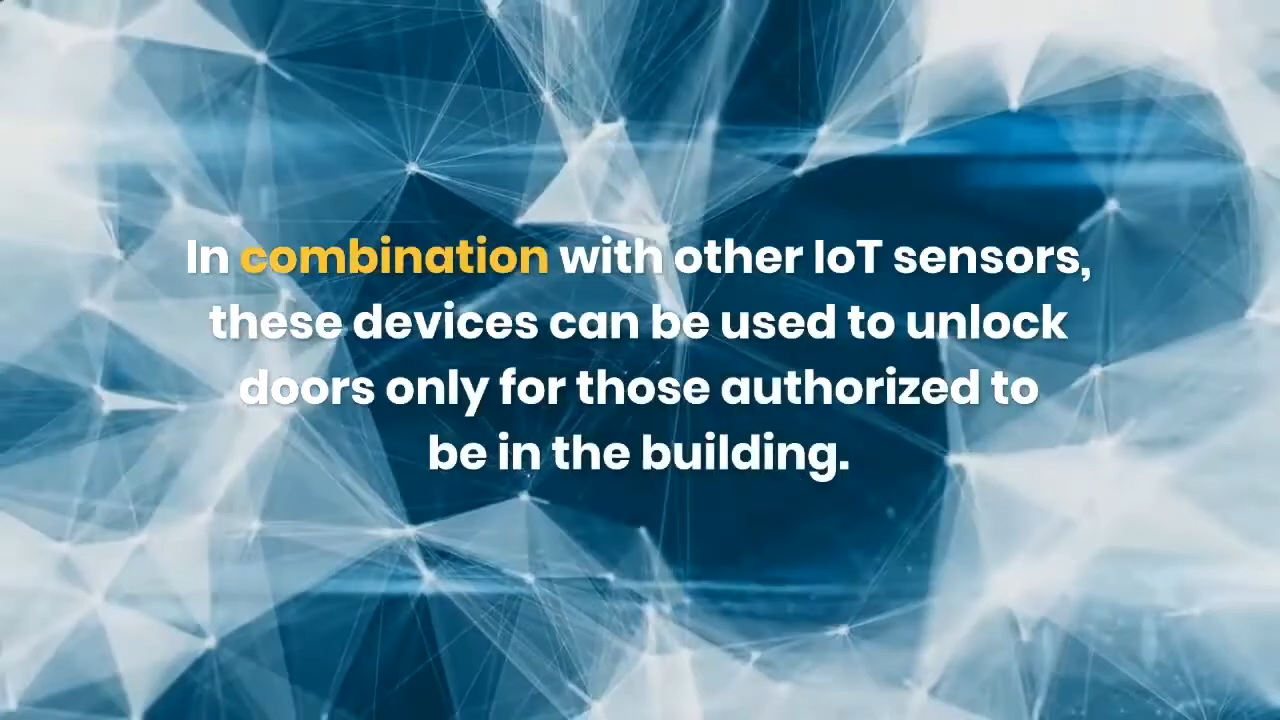 In combination with other IoT sensors,
these devices can be used to unlock
doors only for those authorized to
be in the building.